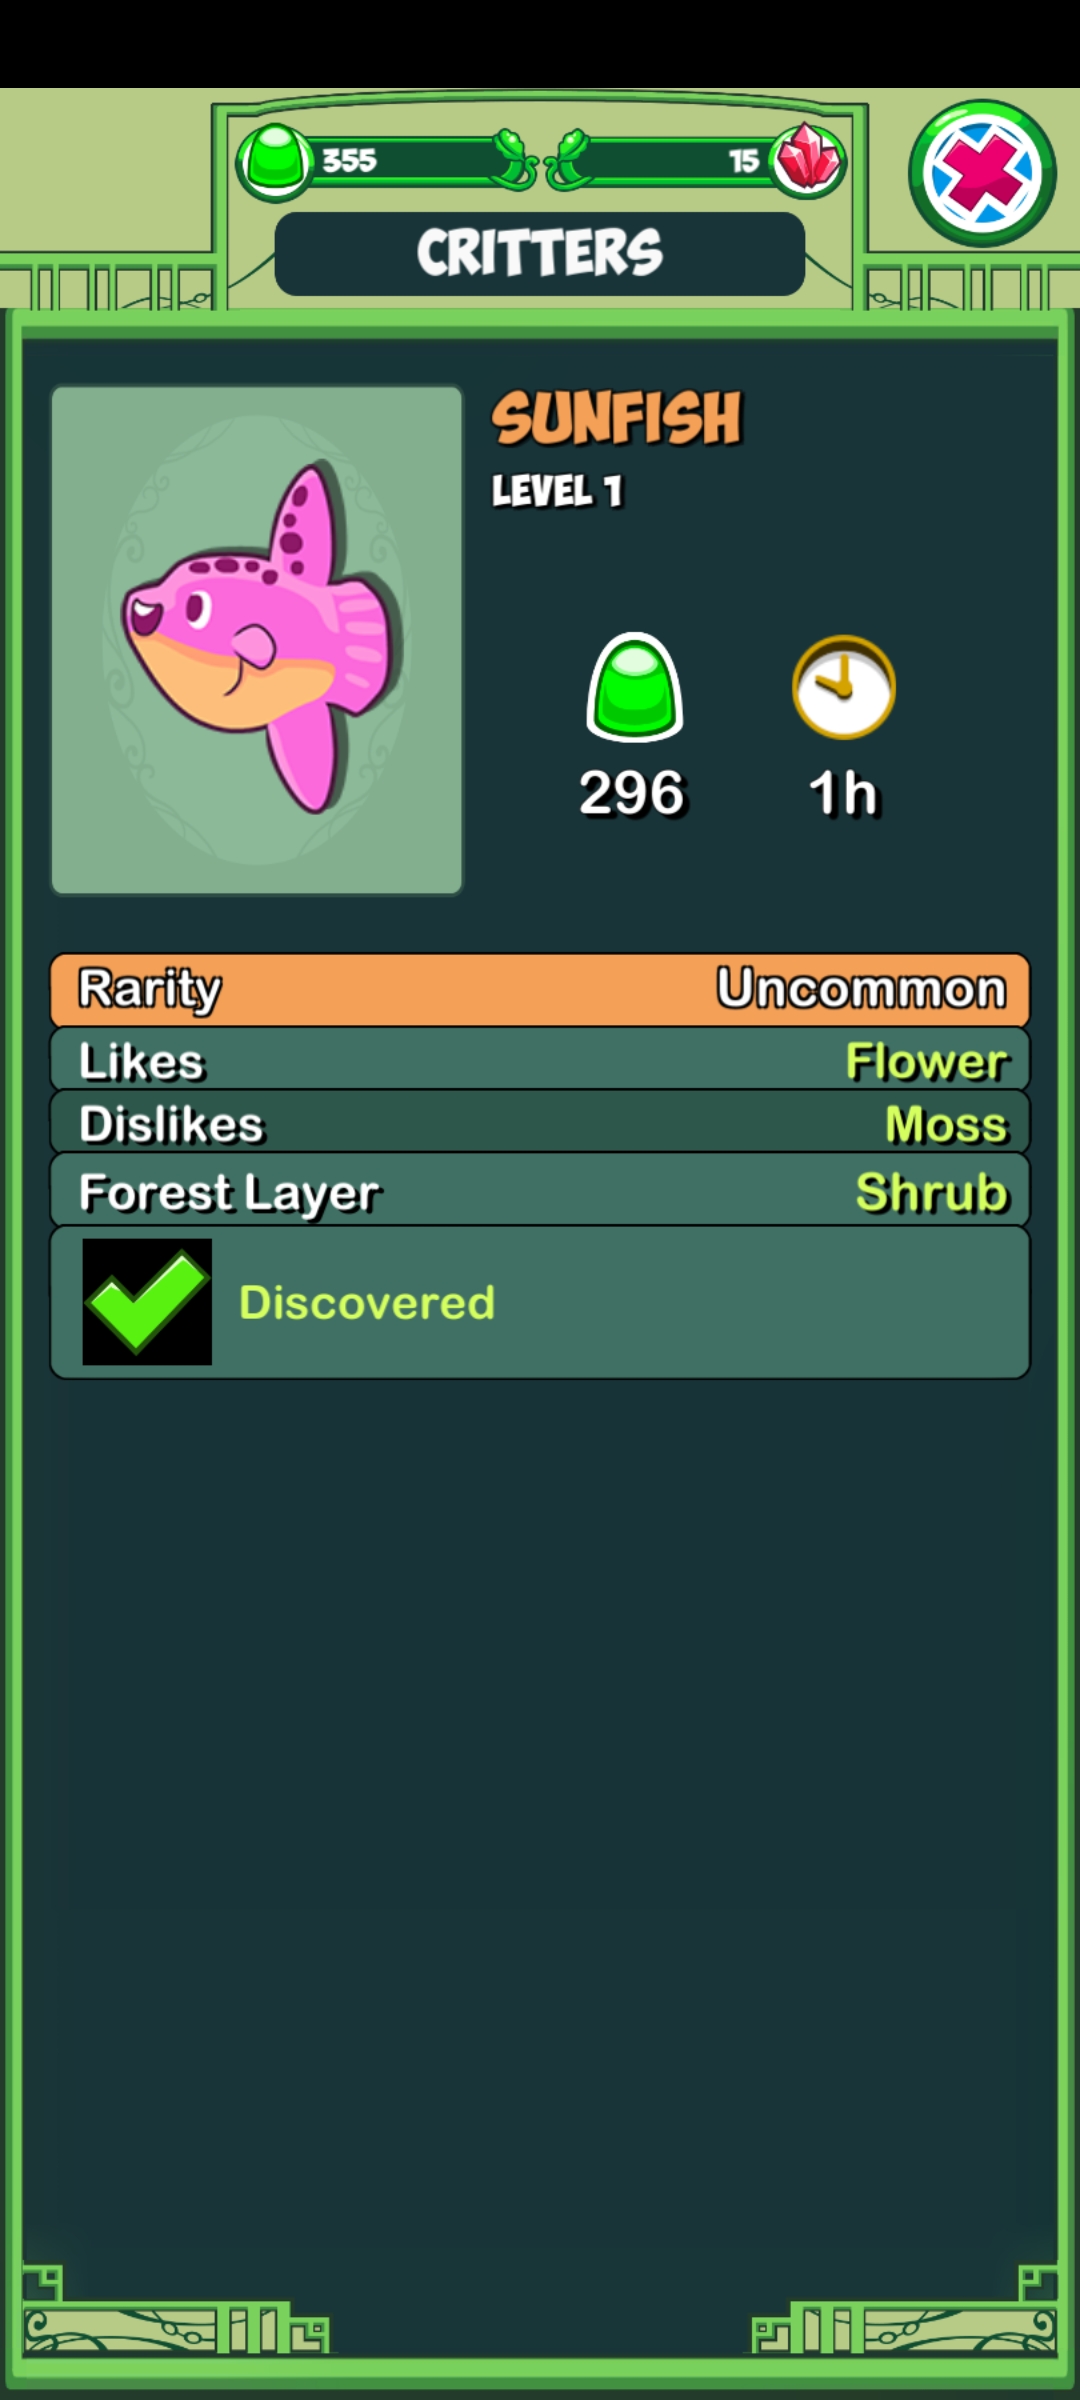 355
15
CRITTERS
SUNFISH
LEVEL 1
296
1h
Rarity Uncommon
Likes Flower
Dislikes Moss
Forest Layer Shrub
Discovered